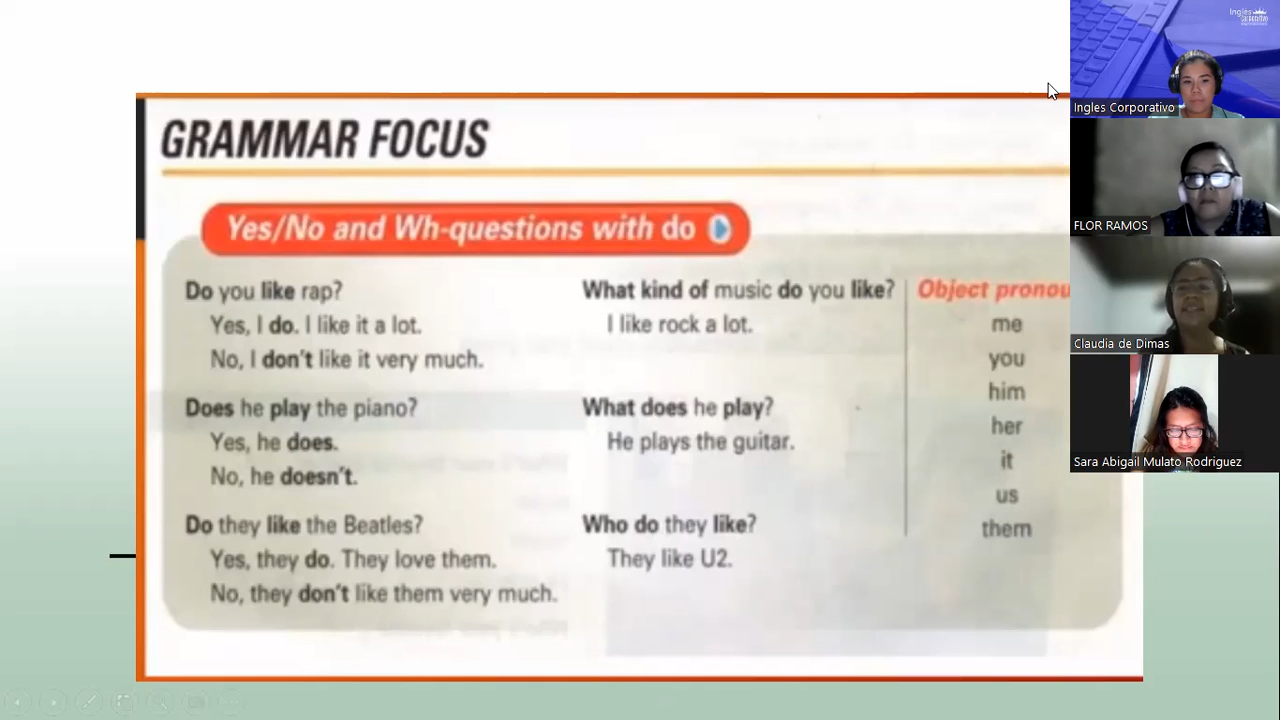 GRAMMAR FOCUS
Yes/No and Wh-questions with do
Do you like rap?
Yes, I do. I like it a lot.
No, I don't like it very much.
Does he play the piano?
Yes, he does.
No, he doesn't.
Do they like the Beatles?
Yes, they do. They love them.
No, they don't like them very much.
What kind of music do you like?
I like rock a lot.
What does he play?
He plays the guitar.
Who do they like?
They like U2.
Object pronou
me
you
him
her
it
us
them
Inglés
corporativo
Ingles Corporativo
FLOR RAMOS
Claudia de Dimas
Sara Abigail Mulato Rodriguez